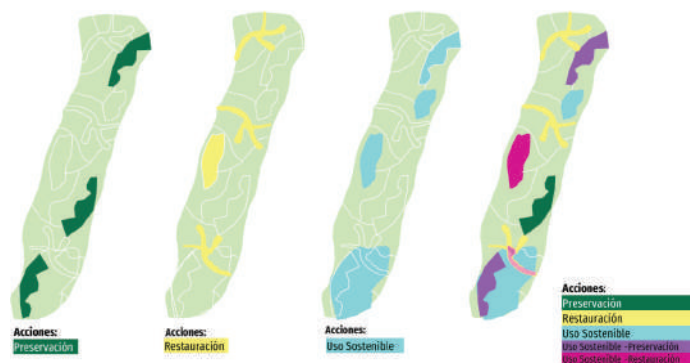 Acciones:
Preservación
Acciones:
Restauración
Acciones:
Uso Sostenible
Acciones:
Preservación
Restauración
Uso Sostenible
Uso Sostenible -Preservación
Uso Sostenible -Restauración